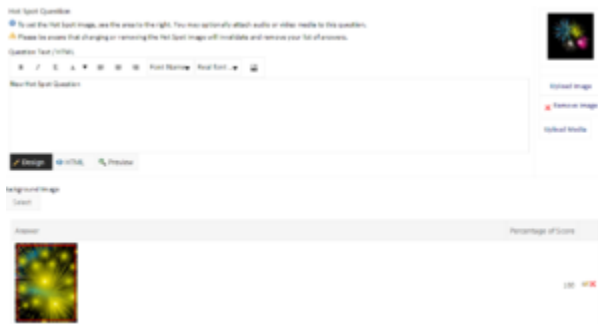 Hot Spot Question
To set the Hot Spot image, see the area to the right. You may optionally attach audio or video media to this question.
Please be aware that changing or removing the Hot Spot image will invalidate and remove your list of answers.
Question Text / HTML
Font Name
Real font ...
Upload Image
Remove Image
Upload Media
New Hot Spot Question
Design HTML Preview
Background Image
Select
Answer Percentage of Score
100